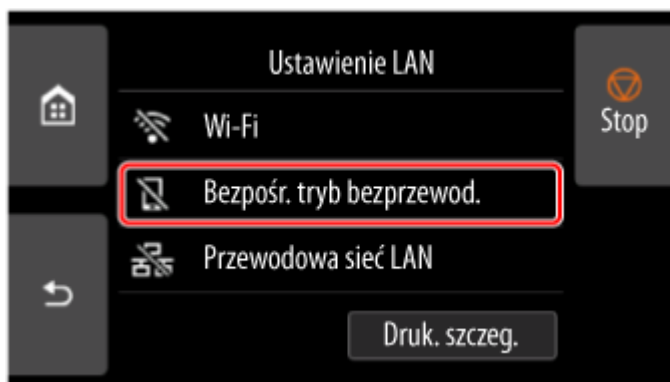 Ustawienie LAN
Wi-Fi
Stop
Bezpośr. tryb bezprzewod.
Przewodowa sieć LAN
Druk. szczeg.